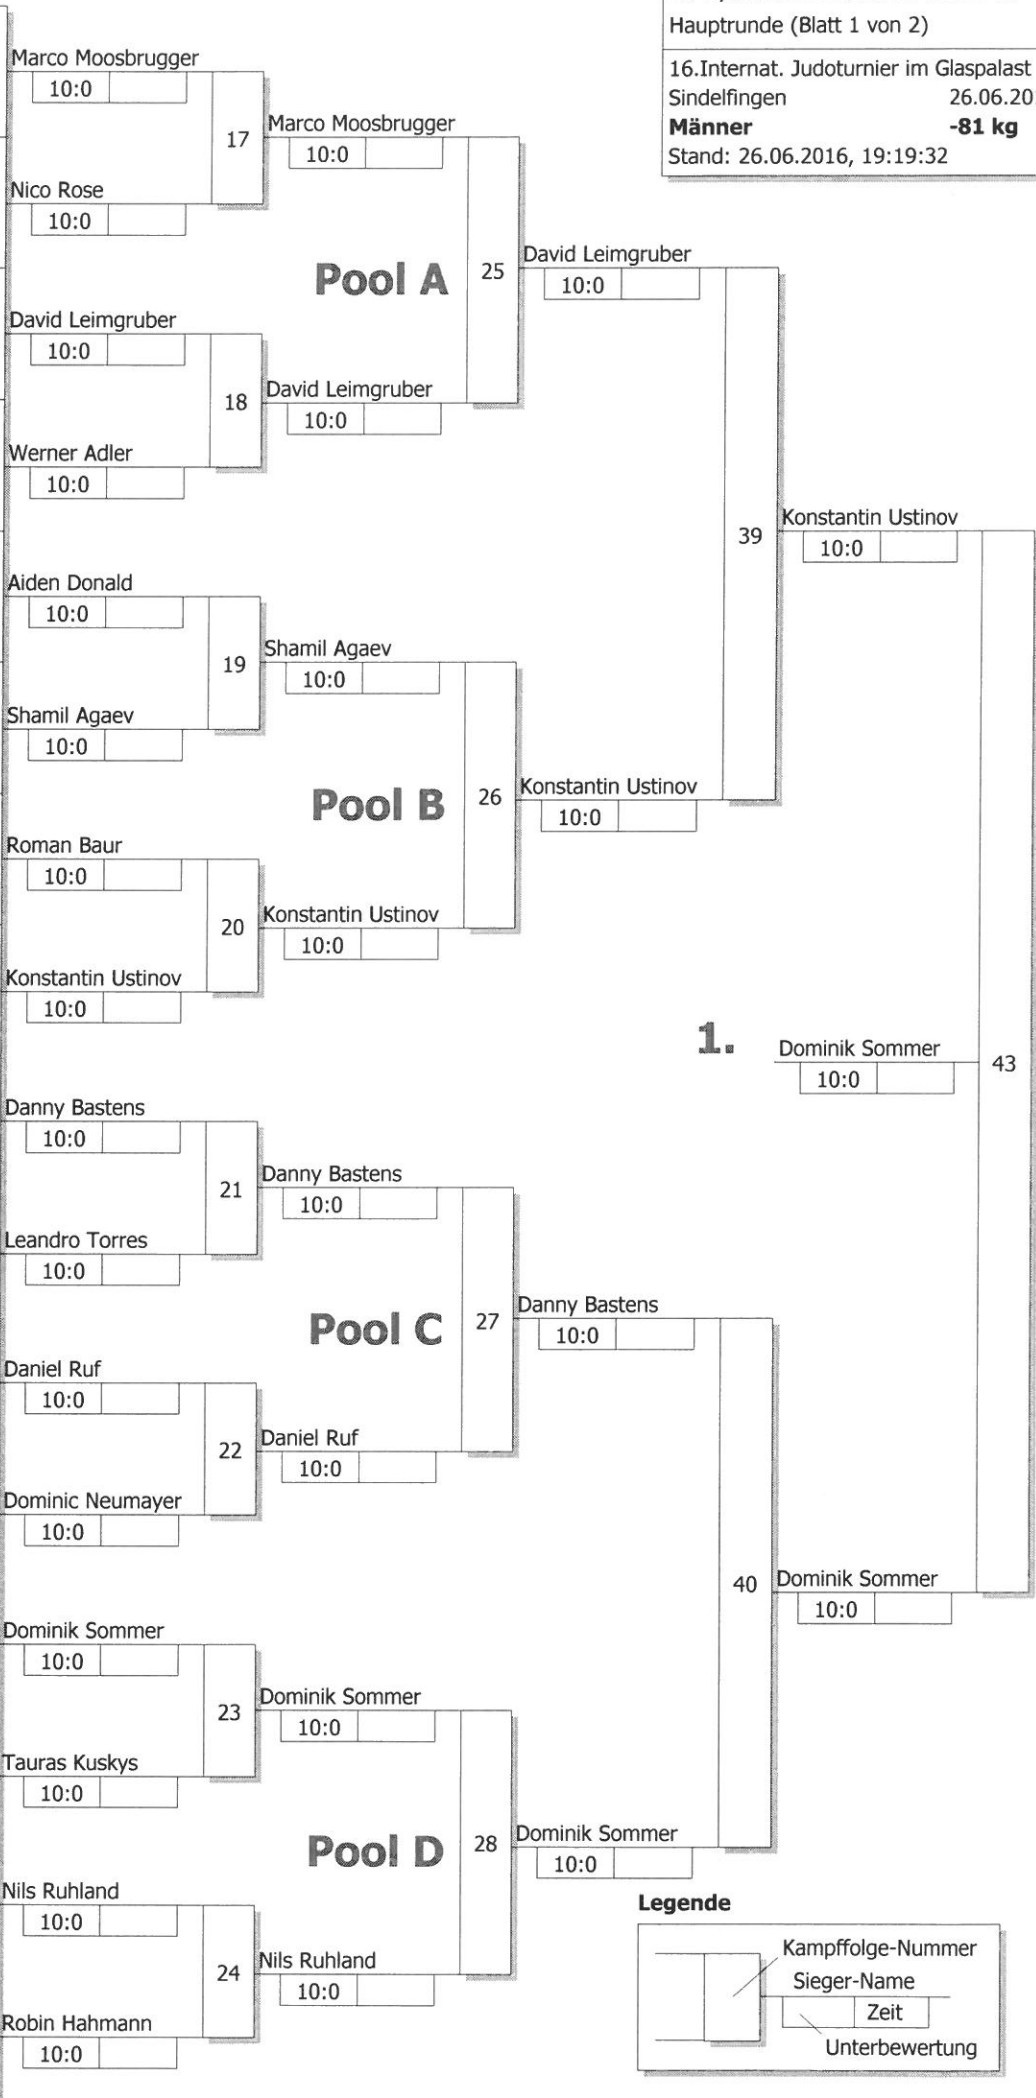 Hauptrunde (Blatt 1 von 2)
16.Internat. Judoturnier im Glaspalast
Sindelfingen 26.06.20
Männer -81 kg
Stand: 26.06.2016, 19:19:32
Marco Moosbrugger
10:0
17
Marco Moosbrugger
10:0
Nico Rose
10:0
Pool A
25
David Leimgruber
10:0
David Leimgruber
10:0
18
David Leimgruber
10:0
Werner Adler
10:0
39
Konstantin Ustinov
10:0
Aiden Donald
10:0
19
Shamil Agaev
10:0
Shamil Agaev
10:0
Pool B
26
Konstantin Ustinov
10:0
Roman Baur
10:0
20
Konstantin Ustinov
10:0
Konstantin Ustinov
10:0
1.
Dominik Sommer
10:0
43
Danny Bastens
10:0
21
Danny Bastens
10:0
Leandro Torres
10:0
Pool C
27
Danny Bastens
10:0
Daniel Ruf
10:0
22
Daniel Ruf
10:0
Dominic Neumayer
10:0
40
Dominik Sommer
10:0
Dominik Sommer
10:0
23
Dominik Sommer
10:0
Tauras Kuskys
10:0
Pool D
28
Dominik Sommer
10:0
Nils Ruhland
10:0
24
Nils Ruhland
10:0
Robin Hahmann
10:0
Legende
Kampffolge-Nummer
Sieger-Name
Zeit
Unterbewertung